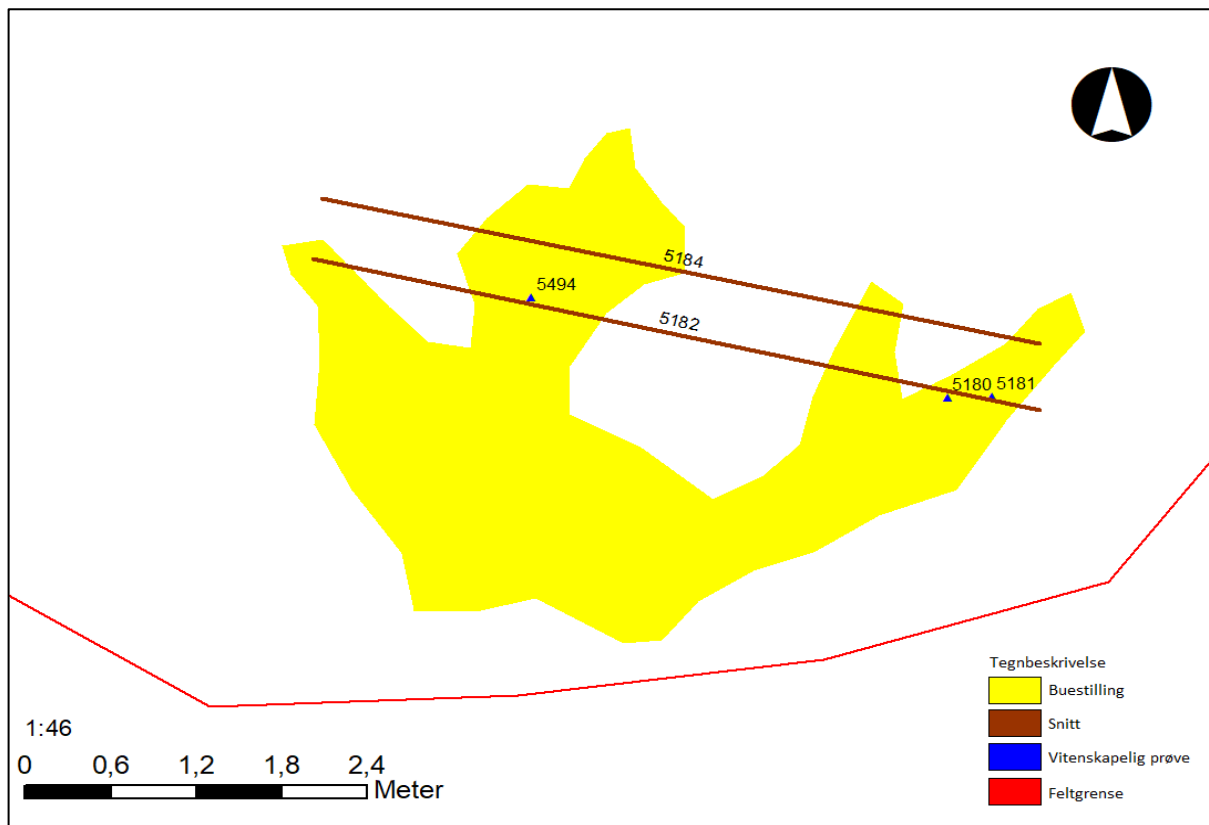 5184
5494
5182
5180 5181
Tegnbeskrivelse
Buestilling
Snitt
Vitenskapelig prøve
Feltgrense
1:46
0 0,6 1,2 1,8 2,4
Meter